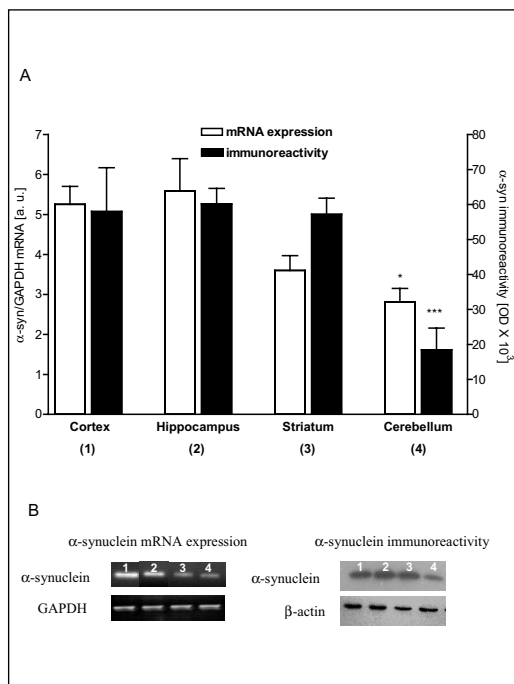 A
mRNA expression
immunoreactivity
α-syn/GAPDH mRNA [a. u.]
7
6
5
4
3
2
1
0
α-syn immunoreactivity [OD X 10³]
80
70
60
50
40
30
20
10
0
*
***
Cortex Hippocampus Striatum Cerebellum
(1) (2) (3) (4)
B
α-synuclein mRNA expression α-synuclein immunoreactivity
α-synuclein 1 2 3 4 α-synuclein 1 2 3 4
GAPDH β-actin